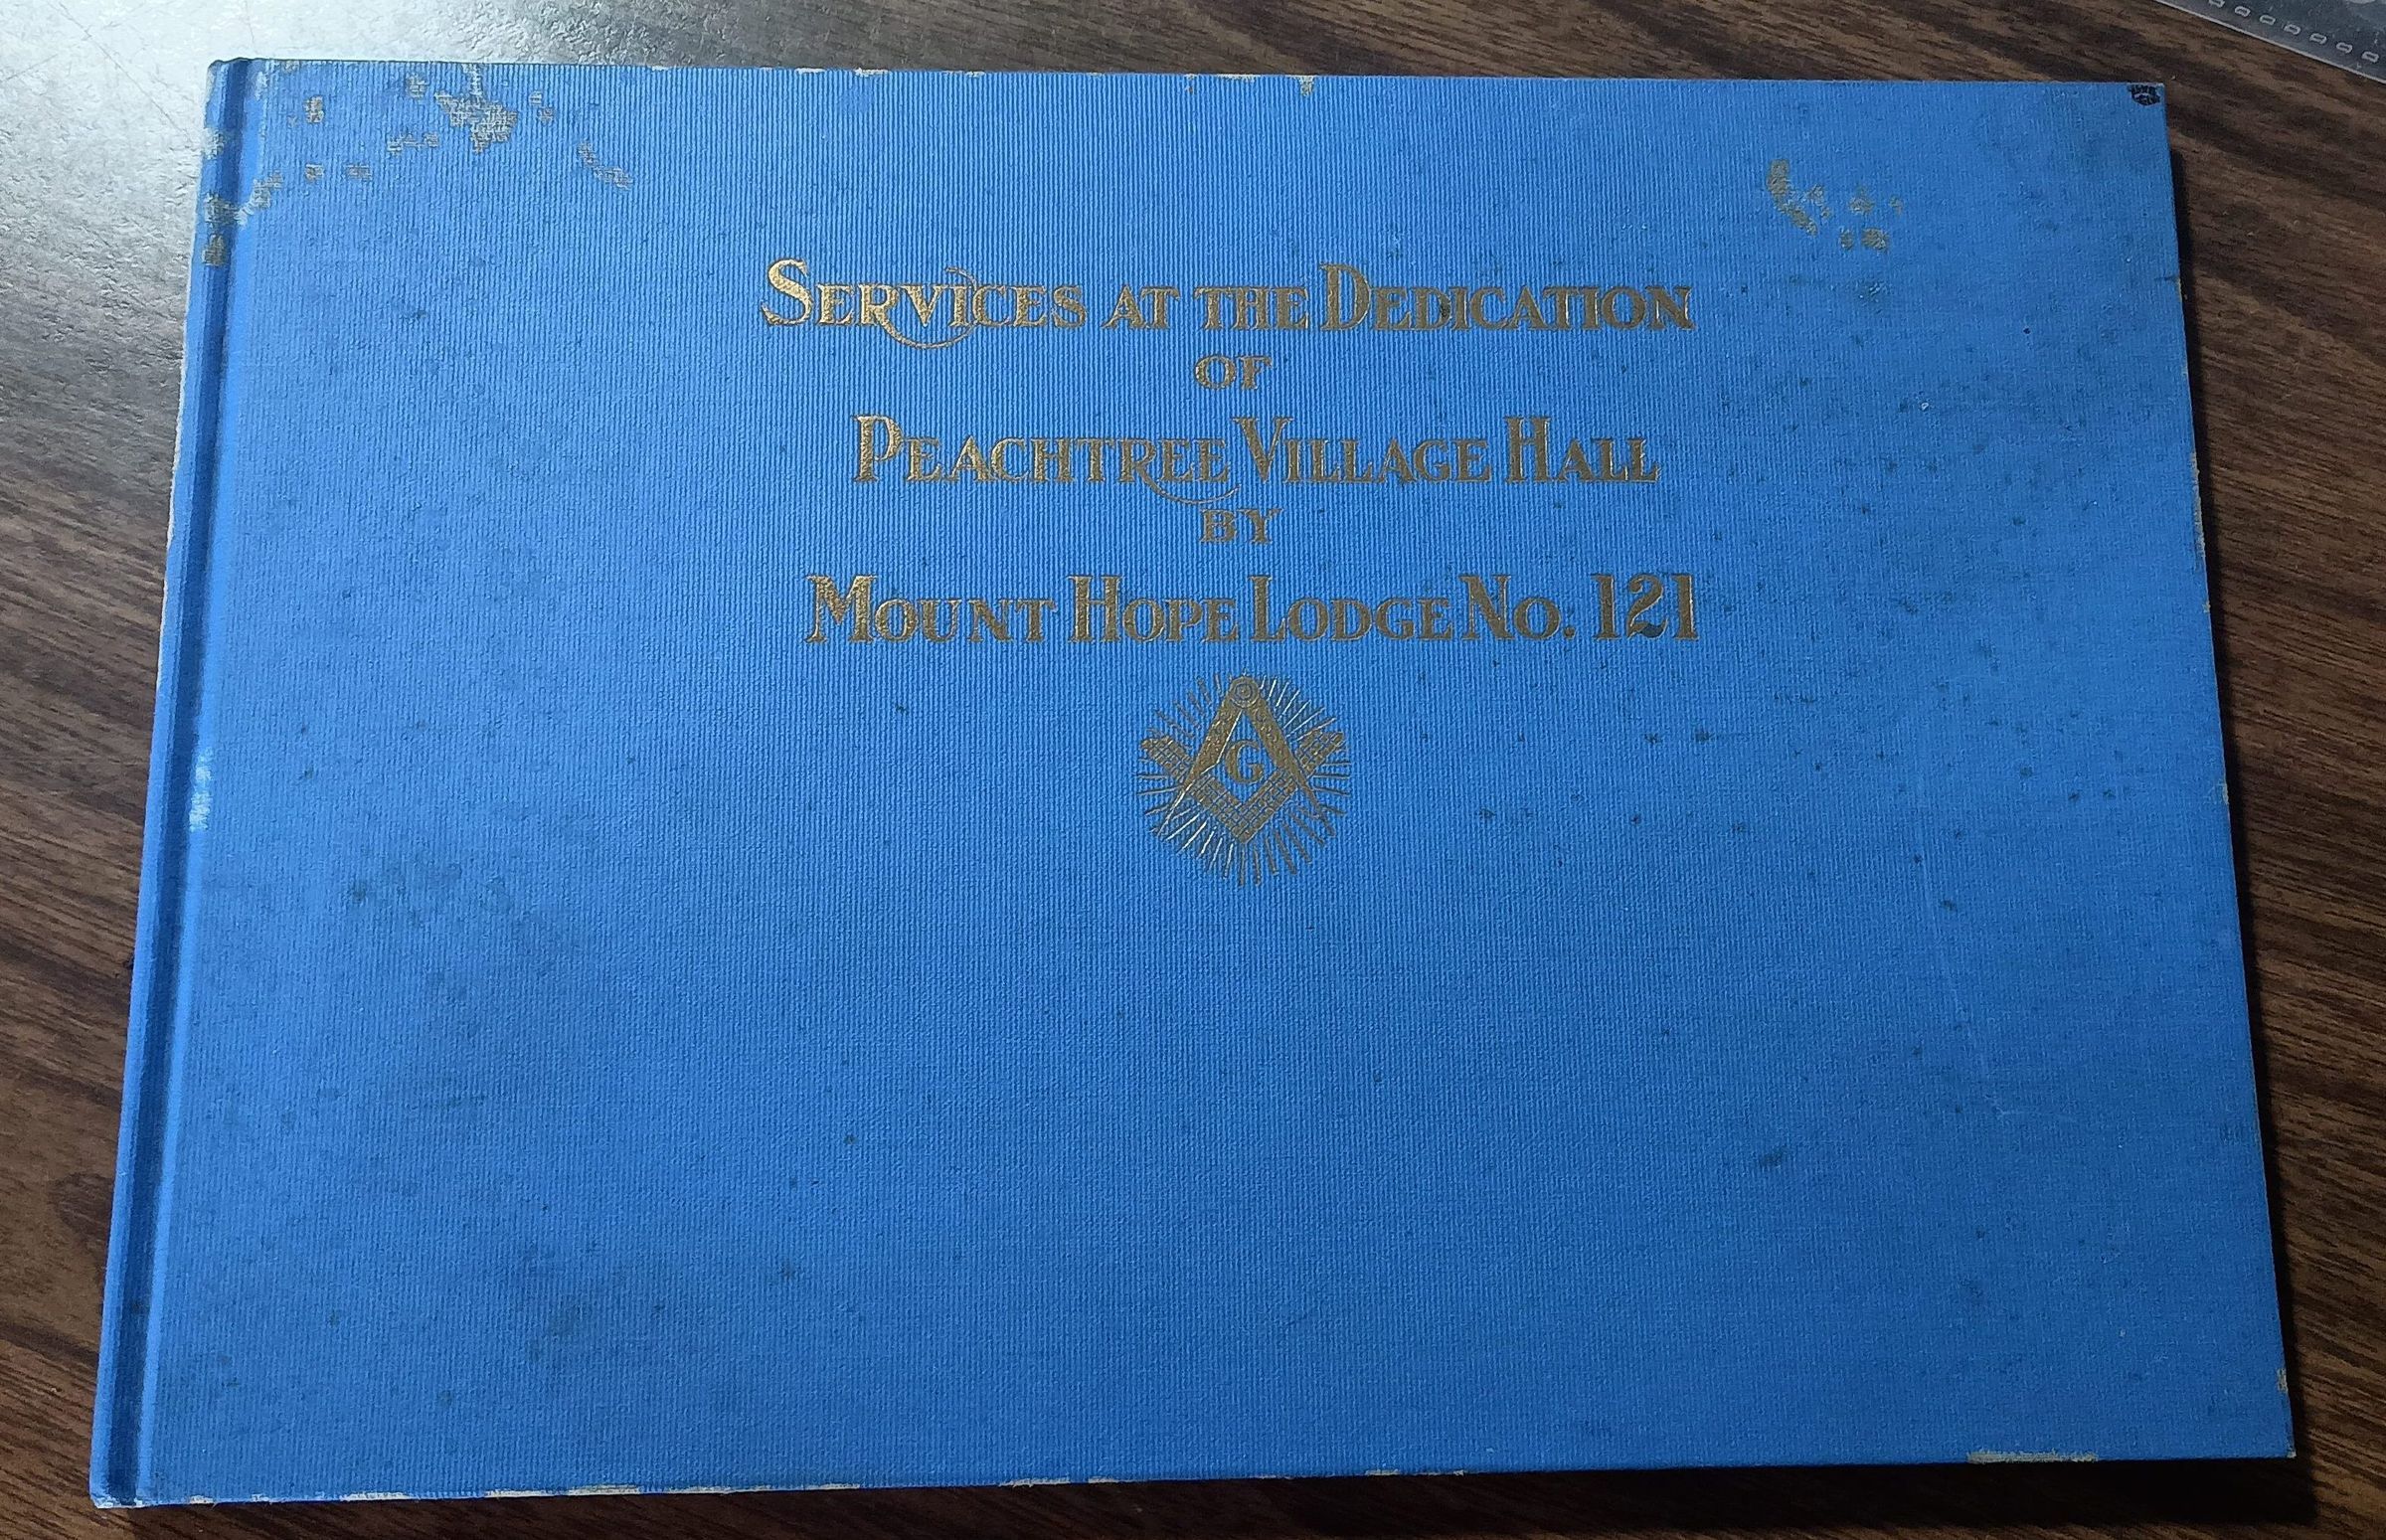 Services at the Dedication
of
Peachtree Village Hall
by
Mount Hope Lodge No. 121
G